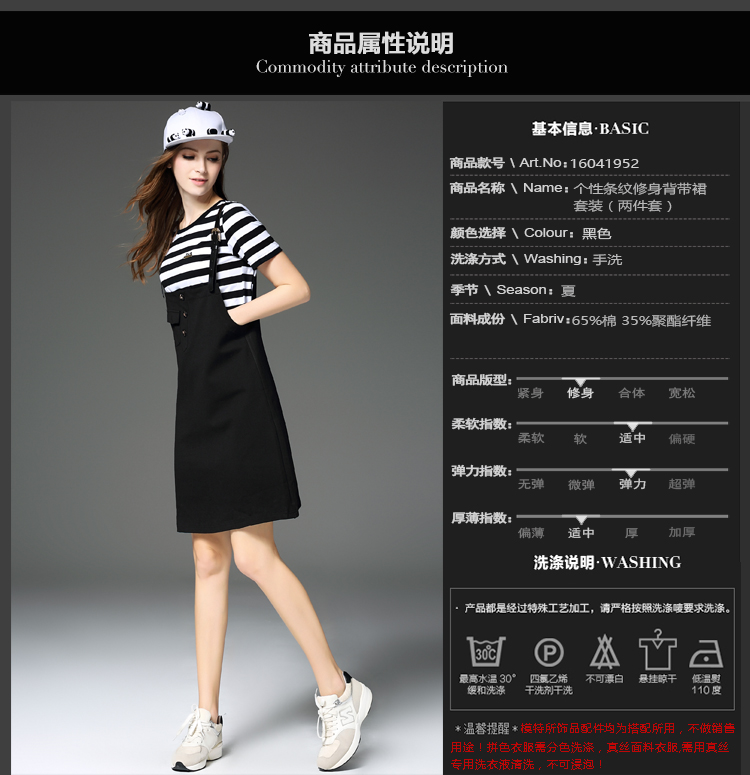 商品属性说明
Commodity attribute description
基本信息·BASIC
商品款号 \ Art.No:16041952
商品名称 \ Name: 个性条纹修身背带裙
套装（两件套）
颜色选择 \ Colour: 黑色
洗涤方式 \ Washing: 手洗
季节 \ Season: 夏
面料成份 \ Fabriv:65%棉 35%聚酯纤维
商品版型:
紧身 修身 合体 宽松
柔软指数:
柔软 软 适中 偏硬
弹力指数:
无弹 微弹 弹力 超弹
厚薄指数:
偏薄 适中 厚 加厚
洗涤说明·WASHING
· 产品都是经过特殊工艺加工，请严格按照洗涤唛要求洗涤。
30℃ P
最高水温 30° 四氯乙烯 不可漂白 悬挂晾干 低温熨
缓和洗涤 干洗剂干洗 110 度
＊温馨提醒＊模特所饰品配件均为搭配所用，不做销售
用途！拼色衣服需分色洗涤，真丝面料衣服,需用真丝
专用洗衣液清洗，不可浸泡！